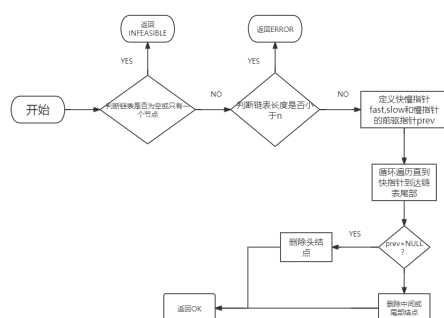 返回
INFEASIBLE
返回ERROR
YES
YES
开始
判断链表是否为空或只有一
个节点
NO
判断链表长度是否小
于n
NO
定义快慢指针
fast,slow和慢指针
的前驱指针prev
循环遍历直到
快指针到达链
表尾部
prev=NULL
?
YES
删除头结
点
删除中间或
尾部结点
返回OK